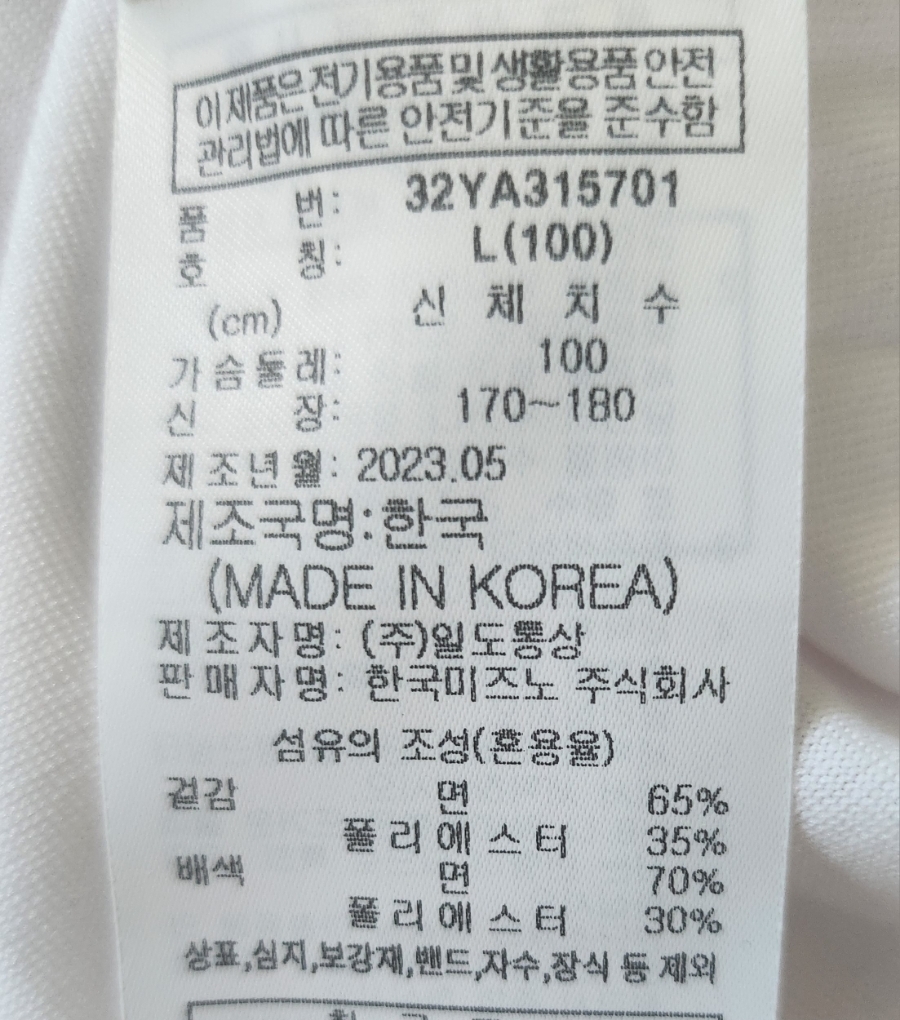 이 제품은 전기용품 및 생활용품 안전
관리법에 따른 안전기준을 준수함
품 번: 32YA315701
호 칭: L(100)
(cm) 신 체 치 수
가슴둘레: 100
신 장: 170~180
제조년월: 2023.05
제조국명:한국
(MADE IN KOREA)
제조자명: (주)일도통상
판매자명: 한국미즈노 주식회사
섬유의 조성(혼용율)
겉감 면 65%
폴리에스터 35%
배색 면 70%
폴리에스터 30%
상표,심지,보강재,밴드,자수,장식 등 제외